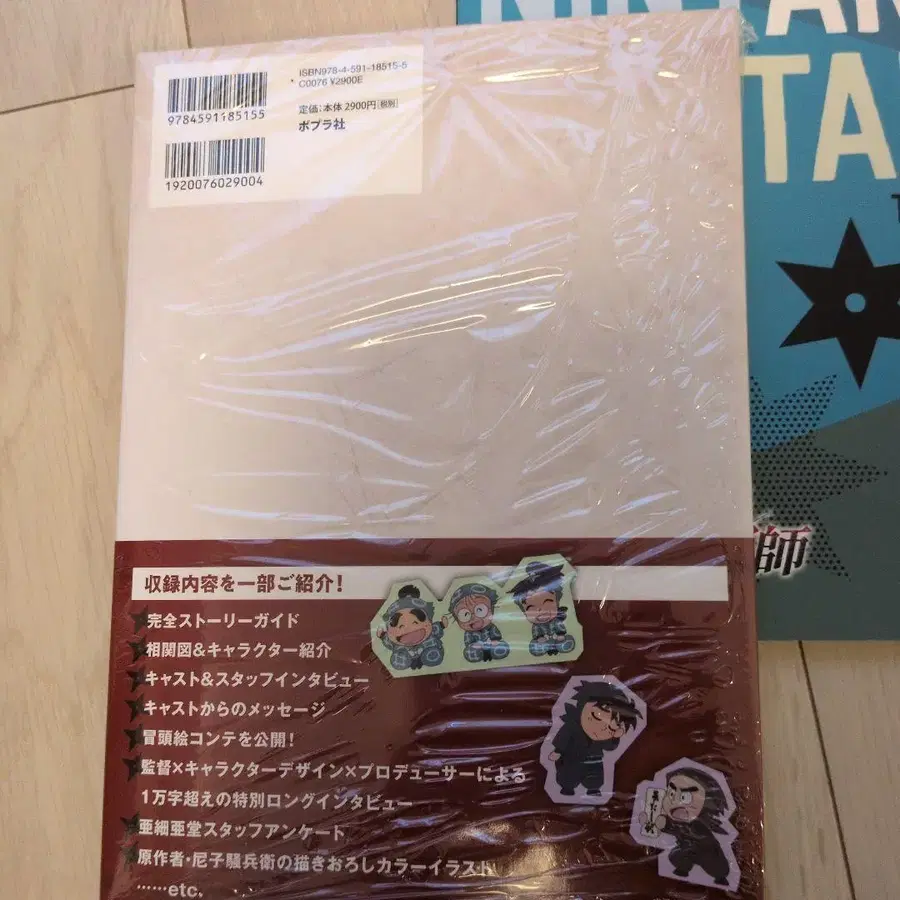 ISBN978-4-591-18515-5
C0076 ¥2900E
9784591185155
定価:本体2900円[税別]
ポプラ社
1920076029004
収録内容を一部ご紹介!
完全ストーリーガイド
相関図&キャラクター紹介
キャスト&スタッフインタビュー
キャストからのメッセージ
冒頭絵コンテを公開!
監督×キャラクターデザイン×プロデューサーによる
1万字超えの特別ロングインタビュー
亜細亜堂スタッフアンケート
原作者・尼子騒兵衛の描きおろしカラーイラスト
……etc.
NINTAN
TA
師